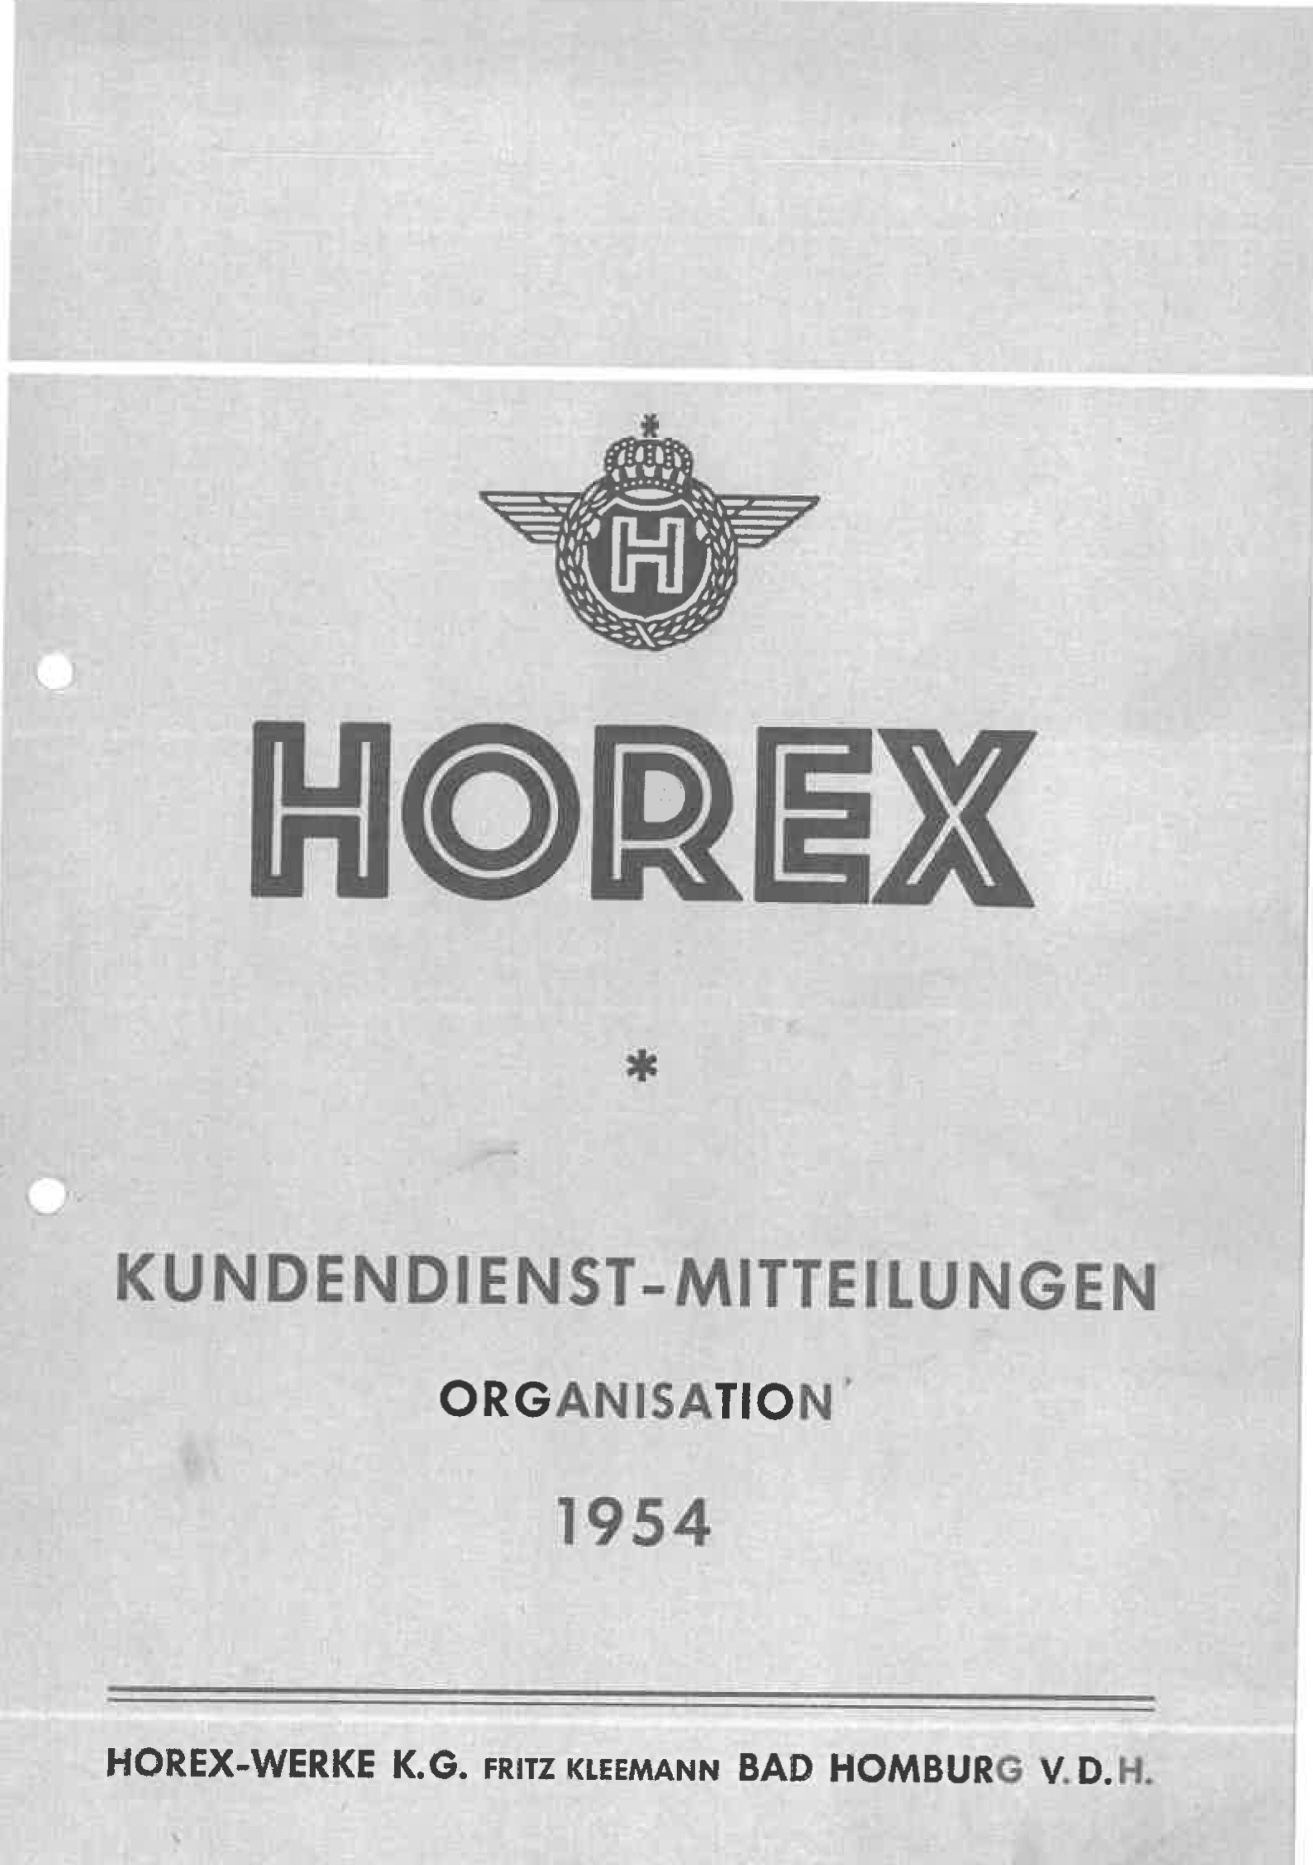 H
HOREX
*
KUNDENDIENST-MITTEILUNGEN
ORGANISATION
1954
HOREX-WERKE K.G. FRITZ KLEEMANN BAD HOMBURG V.D.H.